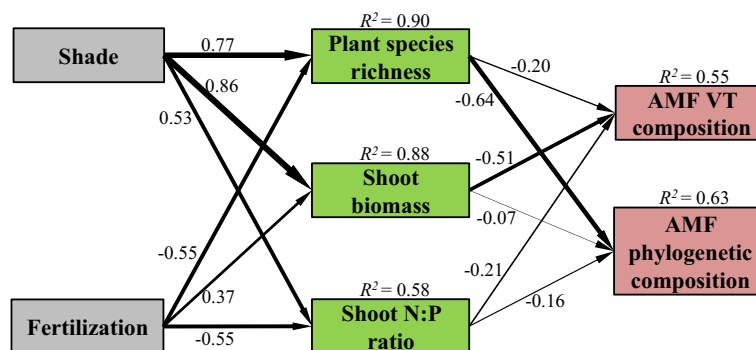 R² = 0.90
0.77
Shade
Plant species
richness
-0.20
R² = 0.55
0.86
-0.64
AMF VT
composition
0.53
R² = 0.88
-0.51
Shoot
biomass
R² = 0.63
-0.07
AMF
phylogenetic
composition
-0.55
-0.21
0.37
R² = 0.58
-0.16
Fertilization
-0.55
Shoot N:P
ratio